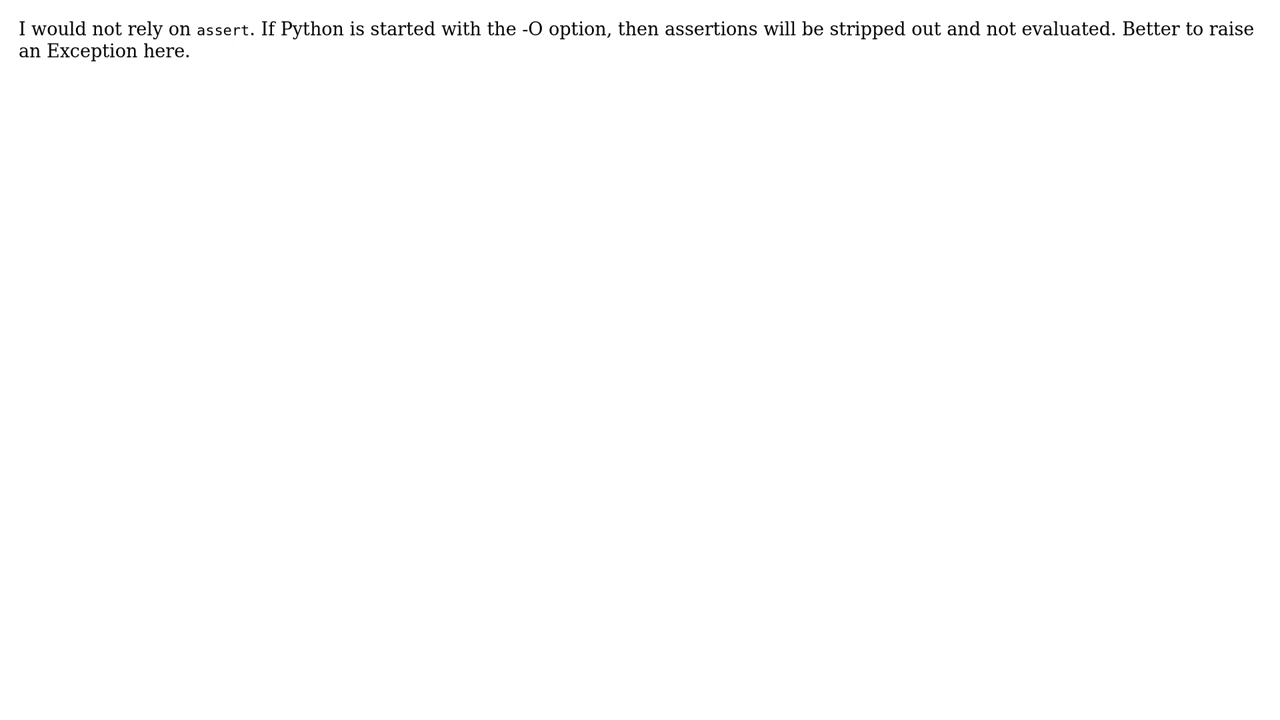 I would not rely on assert. If Python is started with the -O option, then assertions will be stripped out and not evaluated. Better to raise
an Exception here.